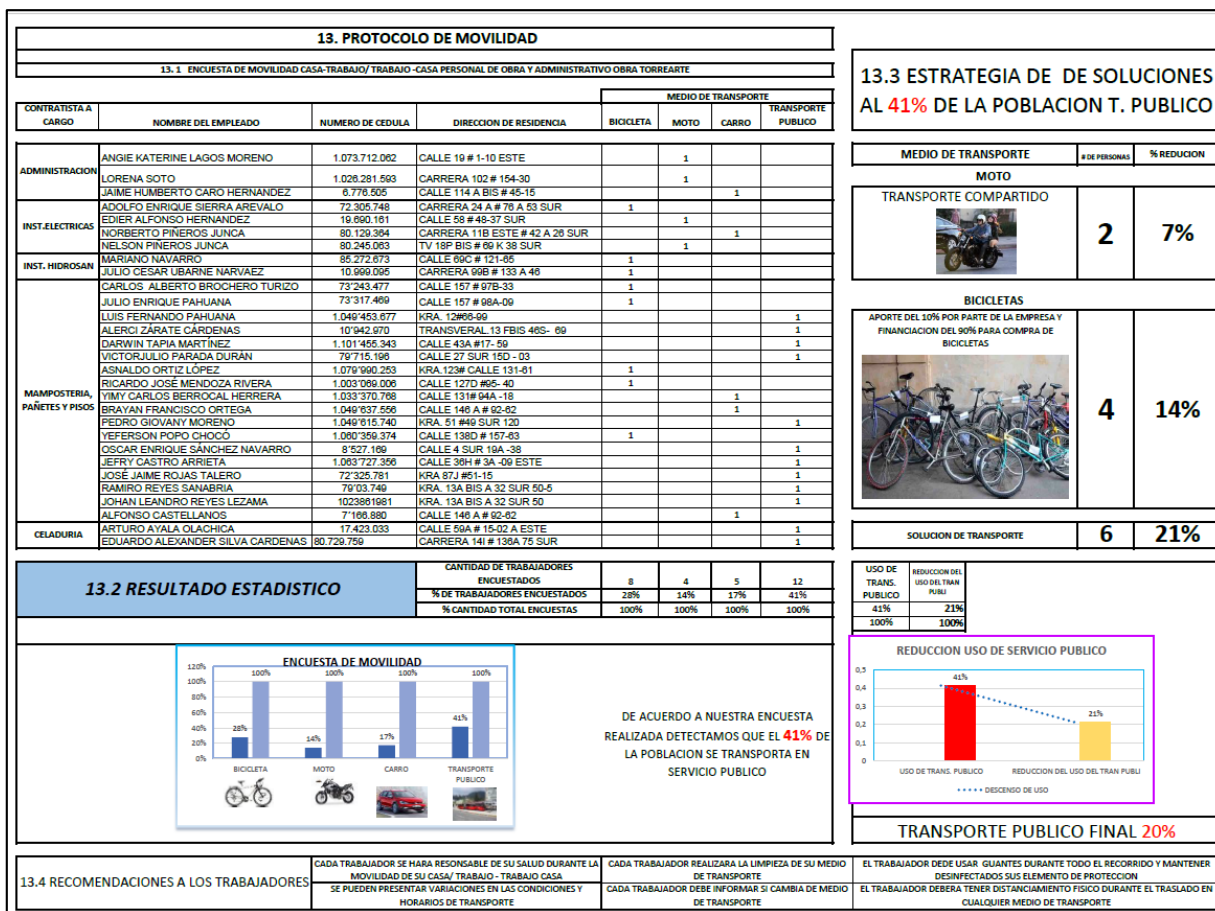 13. PROTOCOLO DE MOVILIDAD
13. 1 ENCUESTA DE MOVILIDAD CASA-TRABAJO/ TRABAJO -CASA PERSONAL DE OBRA Y ADMINISTRATIVO OBRA TORREARTE
MEDIO DE TRANSPORTE
CONTRATISTA A CARGO NOMBRE DEL EMPLEADO NUMERO DE CEDULA DIRECCION DE RESIDENCIA BICICLETA MOTO CARRO TRANSPORTE PUBLICO
ADMINISTRACION
ANGIE KATERINE LAGOS MORENO 1.073.712.062 CALLE 19 # 1-10 ESTE 1
LORENA SOTO 1.026.281.593 CARRERA 102 # 154-30 1
JAIME HUMBERTO CARO HERNANDEZ 6.776.505 CALLE 114 A BIS # 45-15 1
INST.ELECTRICAS
ADOLFO ENRIQUE SIERRA AREVALO 72.305.748 CARRERA 24 A # 76 A 53 SUR 1
EDIER ALFONSO HERNANDEZ 19.690.161 CALLE 58 # 48-37 SUR 1
NORBERTO PIÑEROS JUNCA 80.129.364 CARRERA 11B ESTE # 42 A 26 SUR 1
NELSON PIÑEROS JUNCA 80.245.063 TV 18P BIS # 69 K 38 SUR 1
INST. HIDROSAN
MARIANO NAVARRO 85.272.673 CALLE 69C # 121-65 1
JULIO CESAR UBARNE NARVAEZ 10.999.095 CARRERA 99B # 133 A 46 1
MAMPOSTERIA, PAÑETES Y PISOS
CARLOS ALBERTO BROCHERO TURIZO 73'243.477 CALLE 157 # 97B-33 1
JULIO ENRIQUE PAHUANA 73'317.469 CALLE 157 # 98A-09 1
LUIS FERNANDO PAHUANA 1.049'453.677 KRA. 12#66-99 1
ALERCI ZÁRATE CÁRDENAS 10'942.970 TRANSVERAL.13 FBIS 46S- 69 1
DARWIN TAPIA MARTÍNEZ 1.101'455.343 CALLE 43A #17- 59 1
VICTORJULIO PARADA DURÁN 79'715.196 CALLE 27 SUR 15D - 03 1
ASNALDO ORTIZ LÓPEZ 1.079'990.253 KRA.123# CALLE 131-61 1
RICARDO JOSÉ MENDOZA RIVERA 1.003'069.006 CALLE 127D #95- 40 1
YIMY CARLOS BERROCAL HERRERA 1.033'370.768 CALLE 131# 94A -18 1
BRAYAN FRANCISCO ORTEGA 1.049'637.556 CALLE 146 A # 92-62 1
PEDRO GIOVANY MORENO 1.049'615.740 KRA. 51 #49 SUR 120 1
YEFERSON POPO CHOCÓ 1.060'359.374 CALLE 138D # 157-63 1
OSCAR ENRIQUE SÁNCHEZ NAVARRO 8'527.169 CALLE 4 SUR 19A -38 1
JEFRY CASTRO ARRIETA 1.063'727.356 CALLE 36H # 3A -09 ESTE 1
JOSÉ JAIME ROJAS TALERO 72'325.781 KRA 87J #51-15 1
RAMIRO REYES SANABRIA 79'03.749 KRA. 13A BIS A 32 SUR 50-5 1
JOHAN LEANDRO REYES LEZAMA 1023861981 KRA. 13A BIS A 32 SUR 50 1
ALFONSO CASTELLANOS 7'166.880 CALLE 146 A # 92-62 1
CELADURIA
ARTURO AYALA OLACHICA 17.423.033 CALLE 59A # 15-02 A ESTE 1
EDUARDO ALEXANDER SILVA CARDENAS 80.729.759 CARRERA 14I # 136A 75 SUR 1
13.2 RESULTADO ESTADISTICO
CANTIDAD DE TRABAJADORES ENCUESTADOS 8 4 5 12
% DE TRABAJADORES ENCUESTADOS 28% 14% 17% 41%
% CANTIDAD TOTAL ENCUESTAS 100% 100% 100% 100%
ENCUESTA DE MOVILIDAD
120%
100%
80%
60%
40%
20%
0%
28% 100% 14% 100% 17% 100% 41% 100%
BICICLETA MOTO CARRO TRANSPORTE PUBLICO
DE ACUERDO A NUESTRA ENCUESTA
REALIZADA DETECTAMOS QUE EL 41% DE
LA POBLACION SE TRANSPORTA EN
SERVICIO PUBLICO
13.3 ESTRATEGIA DE DE SOLUCIONES
AL 41% DE LA POBLACION T. PUBLICO
MEDIO DE TRANSPORTE # DE PERSONAS % REDUCION
MOTO
TRANSPORTE COMPARTIDO
2 7%
BICICLETAS
APORTE DEL 10% POR PARTE DE LA EMPRESA Y
FINANCIACION DEL 90% PARA COMPRA DE
BICICLETAS
4 14%
SOLUCION DE TRANSPORTE 6 21%
USO DE TRANS. PUBLICO REDUCCION DEL USO DEL TRAN PUBLI
41% 21%
100% 100%
REDUCCION USO DE SERVICIO PUBLICO
0,5
0,4
0,3
0,2
0,1
0
41% 21%
USO DE TRANS. PUBLICO REDUCCION DEL USO DEL TRAN PUBLI
DESCENSO DE USO
TRANSPORTE PUBLICO FINAL 20%
13.4 RECOMENDACIONES A LOS TRABAJADORES
CADA TRABAJADOR SE HARA RESONSABLE DE SU SALUD DURANTE LA
MOVILIDAD DE SU CASA/ TRABAJO - TRABAJO CASA
CADA TRABAJADOR REALIZARA LA LIMPIEZA DE SU MEDIO
DE TRANSPORTE
EL TRABAJADOR DEDE USAR GUANTES DURANTE TODO EL RECORRIDO Y MANTENER
DESINFECTADOS SUS ELEMENTO DE PROTECCION
SE PUEDEN PRESENTAR VARIACIONES EN LAS CONDICIONES Y
HORARIOS DE TRANSPORTE
CADA TRABAJADOR DEBE INFORMAR SI CAMBIA DE MEDIO
DE TRANSPORTE
EL TRABAJADOR DEBERA TENER DISTANCIAMIENTO FISICO DURANTE EL TRASLADO EN
CUALQUIER MEDIO DE TRANSPORTE